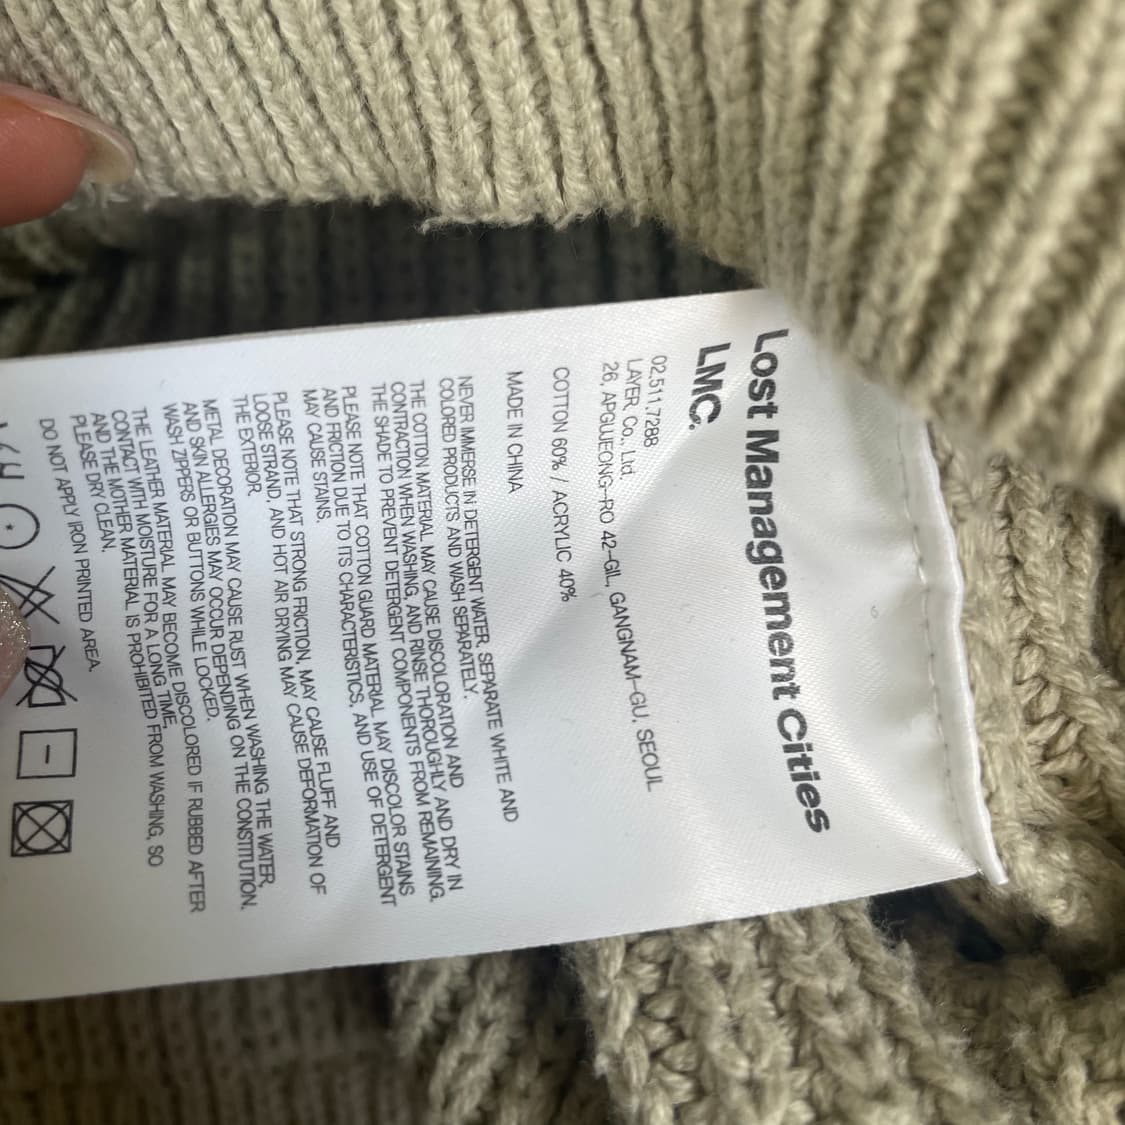 Lost Management Cities
LMC.
02.511.7288
LAYER Co., Ltd.
26, APGUJEONG-RO 42-GIL, GANGNAM-GU, SEOUL
COTTON 60% / ACRYLIC 40%
MADE IN CHINA
NEVER IMMERSE IN DETERGENT WATER. SEPARATE WHITE AND
COLORED PRODUCTS AND WASH SEPARATELY.
THE COTTON MATERIAL MAY CAUSE DISCOLORATION AND
CONTRACTION WHEN WASHING, AND RINSE THOROUGHLY AND DRY IN
THE SHADE TO PREVENT DETERGENT COMPONENTS FROM REMAINING.
PLEASE NOTE THAT COTTON GUARD MATERIAL MAY DISCOLOR STAINS
AND FRICTION DUE TO ITS CHARACTERISTICS, AND USE OF DETERGENT
MAY CAUSE STAINS.
PLEASE NOTE THAT STRONG FRICTION, MAY CAUSE FLUFF AND
LOOSE STRAND, AND HOT AIR DRYING MAY CAUSE DEFORMATION OF
THE EXTERIOR.
METAL DECORATION MAY CAUSE RUST WHEN WASHING THE WATER,
AND SKIN ALLERGIES MAY OCCUR DEPENDING ON THE CONSTITUTION.
WASH ZIPPERS OR BUTTONS WHILE LOCKED.
THE LEATHER MATERIAL MAY BECOME DISCOLORED IF RUBBED AFTER
CONTACT WITH MOISTURE FOR A LONG TIME,
AND THE MOTHER MATERIAL IS PROHIBITED FROM WASHING, SO
PLEASE DRY CLEAN.
DO NOT APPLY IRON PRINTED AREA.